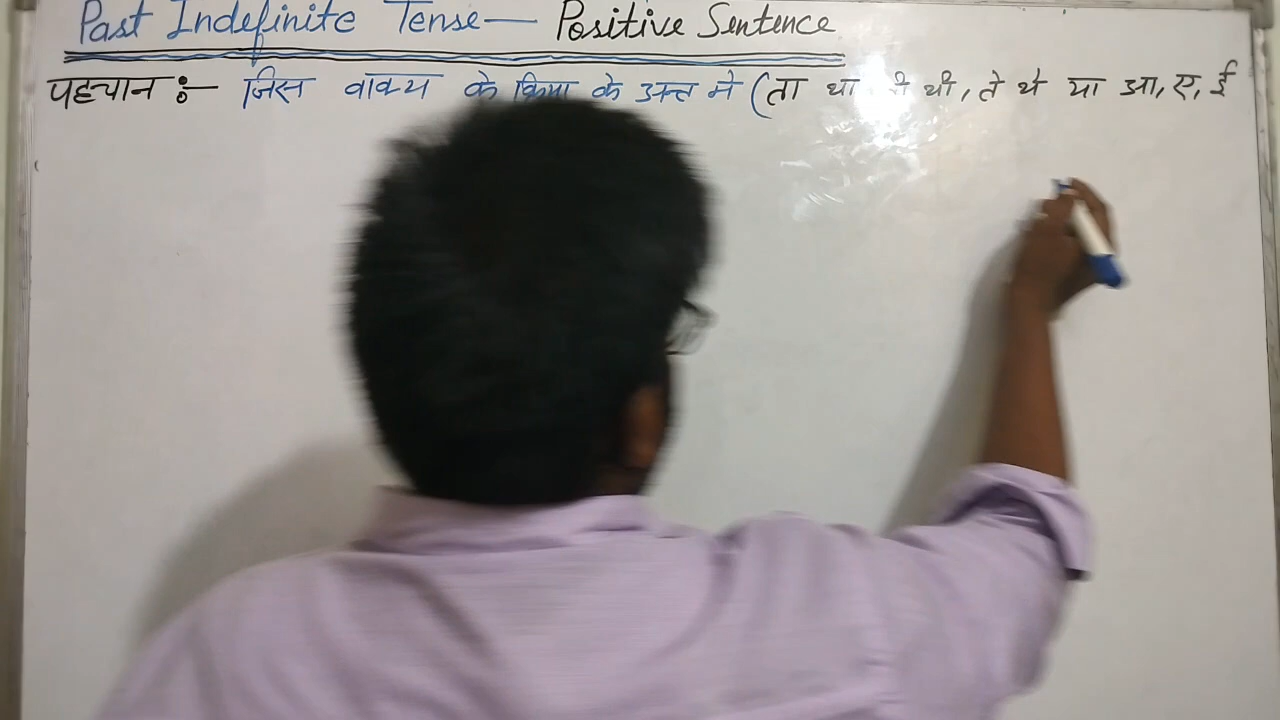 Past Indefinite Tense — Positive Sentence
पहचान :- जिस वाक्य के क्रिया के अन्त मे (ता था थी, ते थे या आ, ए, ई